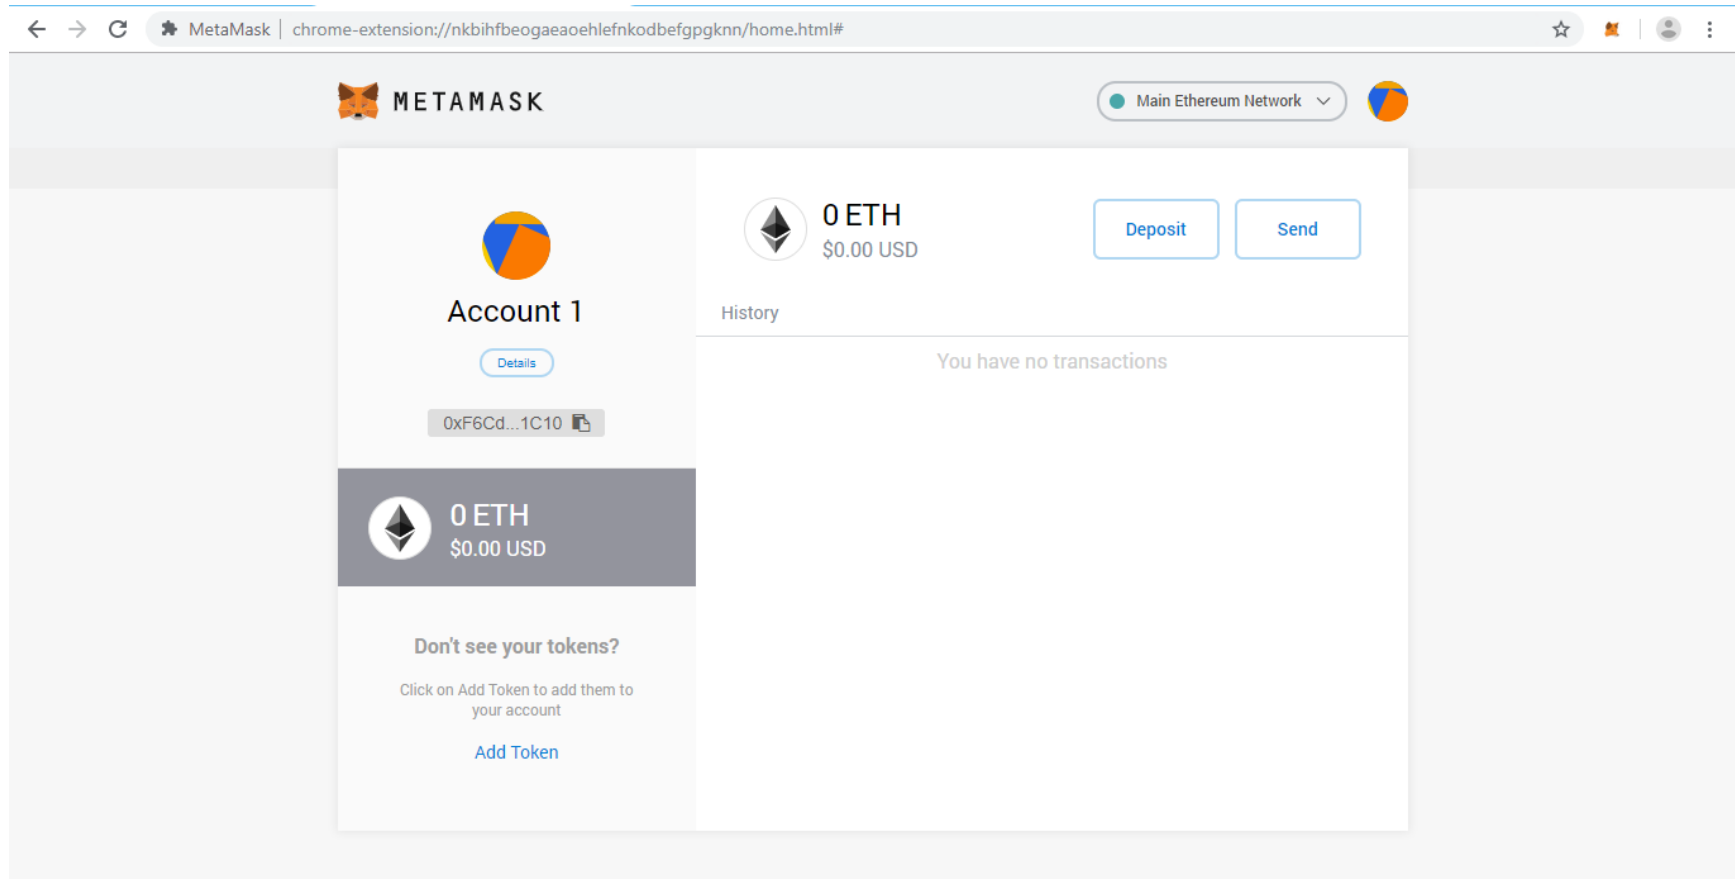 MetaMask | chrome-extension://nkbihfbeogaeaoehlefnkodbefgpgknn/home.html#
METAMASK
Main Ethereum Network
Account 1
Details
0xF6Cd...1C10
0 ETH
$0.00 USD
Don't see your tokens?
Click on Add Token to add them to
your account
Add Token
0 ETH
$0.00 USD
Deposit
Send
History
You have no transactions